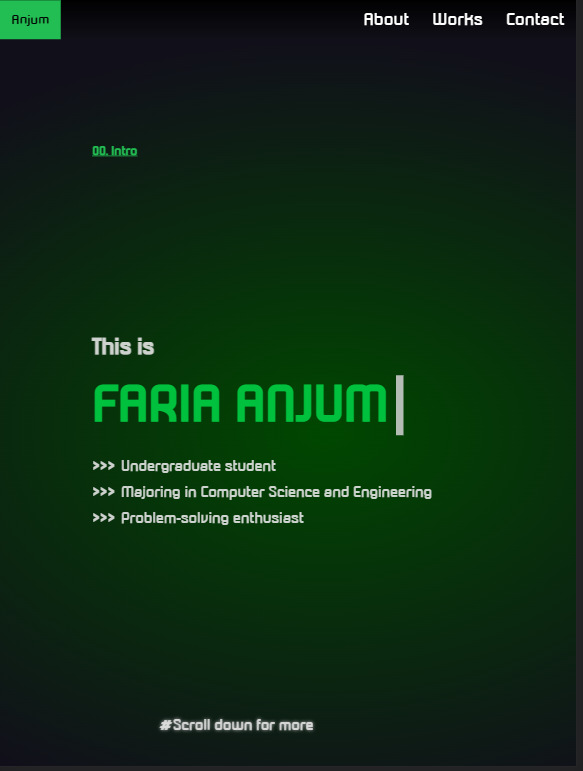 Anjum
About Works Contact
00. Intro
This is
FARIA ANJUM
>>> Undergraduate student
>>> Majoring in Computer Science and Engineering
>>> Problem-solving enthusiast
#Scroll down for more